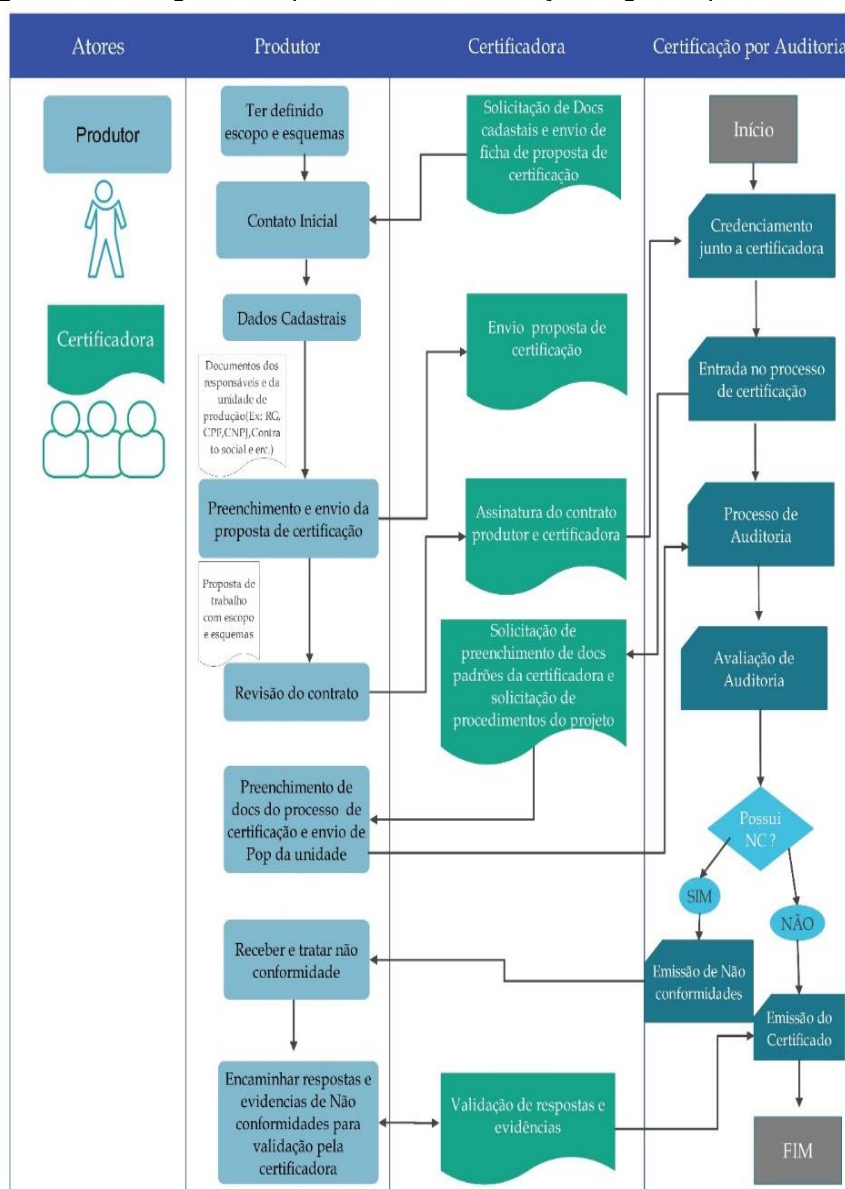 Atores
Produtor
Certificadora
Certificação por Auditoria
Produtor
Certificadora
Ter definido
escopo e esquemas
Contato Inicial
Dados Cadastrais
Documentos dos
responsáveis e da
unidade de
produção(Ex: RG,
CPF,CNPJ,Contra
to social e erc.)
Preenchimento e envio da
proposta de certificação
Proposta de
trabalho
com escopo
e esquemas
Revisão do contrato
Preenchimento de
docs do processo de
certificação e envio de
Pop da unidade
Receber e tratar não
conformidade
Encaminhar respostas e
evidencias de Não
conformidades para
validação pela
certificadora
Solicitação de Docs
cadastais e envio de
ficha de proposta de
certificação
Envio proposta de
certificação
Assinatura do contrato
produtor e certificadora
Solicitação de
preenchimento de docs
padrões da certificadora e
solicitação de
procedimentos do projeto
Validação de respostas e
evidências
Início
Credenciamento
junto a certificadora
Entrada no processo
de certificação
Processo de
Auditoria
Avaliação de
Auditoria
Possui
NC ?
SIM
NÃO
Emissão de Não
conformidades
Emissão do
Certificado
FIM